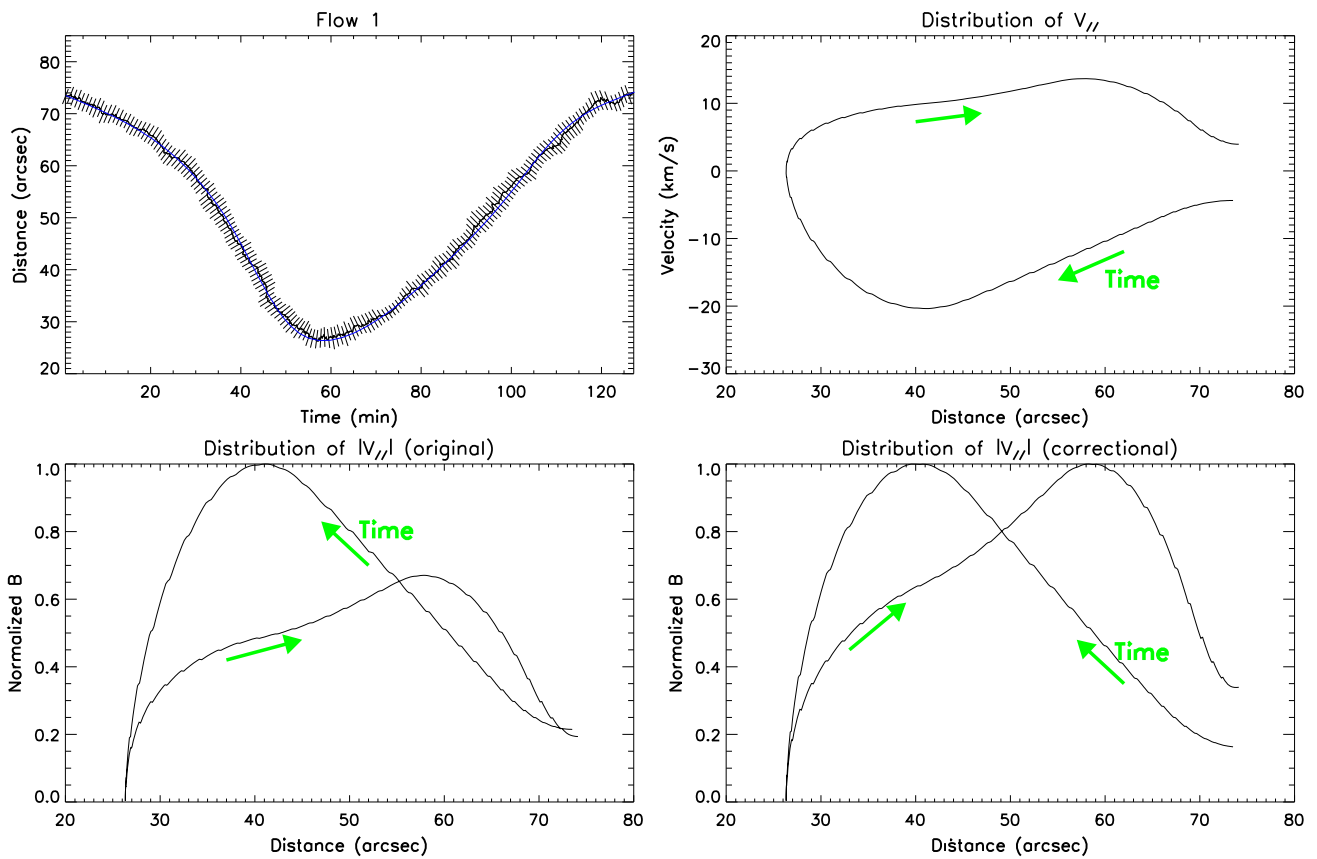 Flow 1
Distance (arcsec)
80
70
60
50
40
30
20
20 40 60 80 100 120
Time (min)
Distribution of V//
Velocity (km/s)
20
10
0
-10
-20
-30
Time
20 30 40 50 60 70 80
Distance (arcsec)
Distribution of |V//| (original)
Normalized B
1.0
0.8
0.6
0.4
0.2
0.0
Time
20 30 40 50 60 70 80
Distance (arcsec)
Distribution of |V//| (correctional)
Normalized B
1.0
0.8
0.6
0.4
0.2
0.0
Time
20 30 40 50 60 70 80
Distance (arcsec)